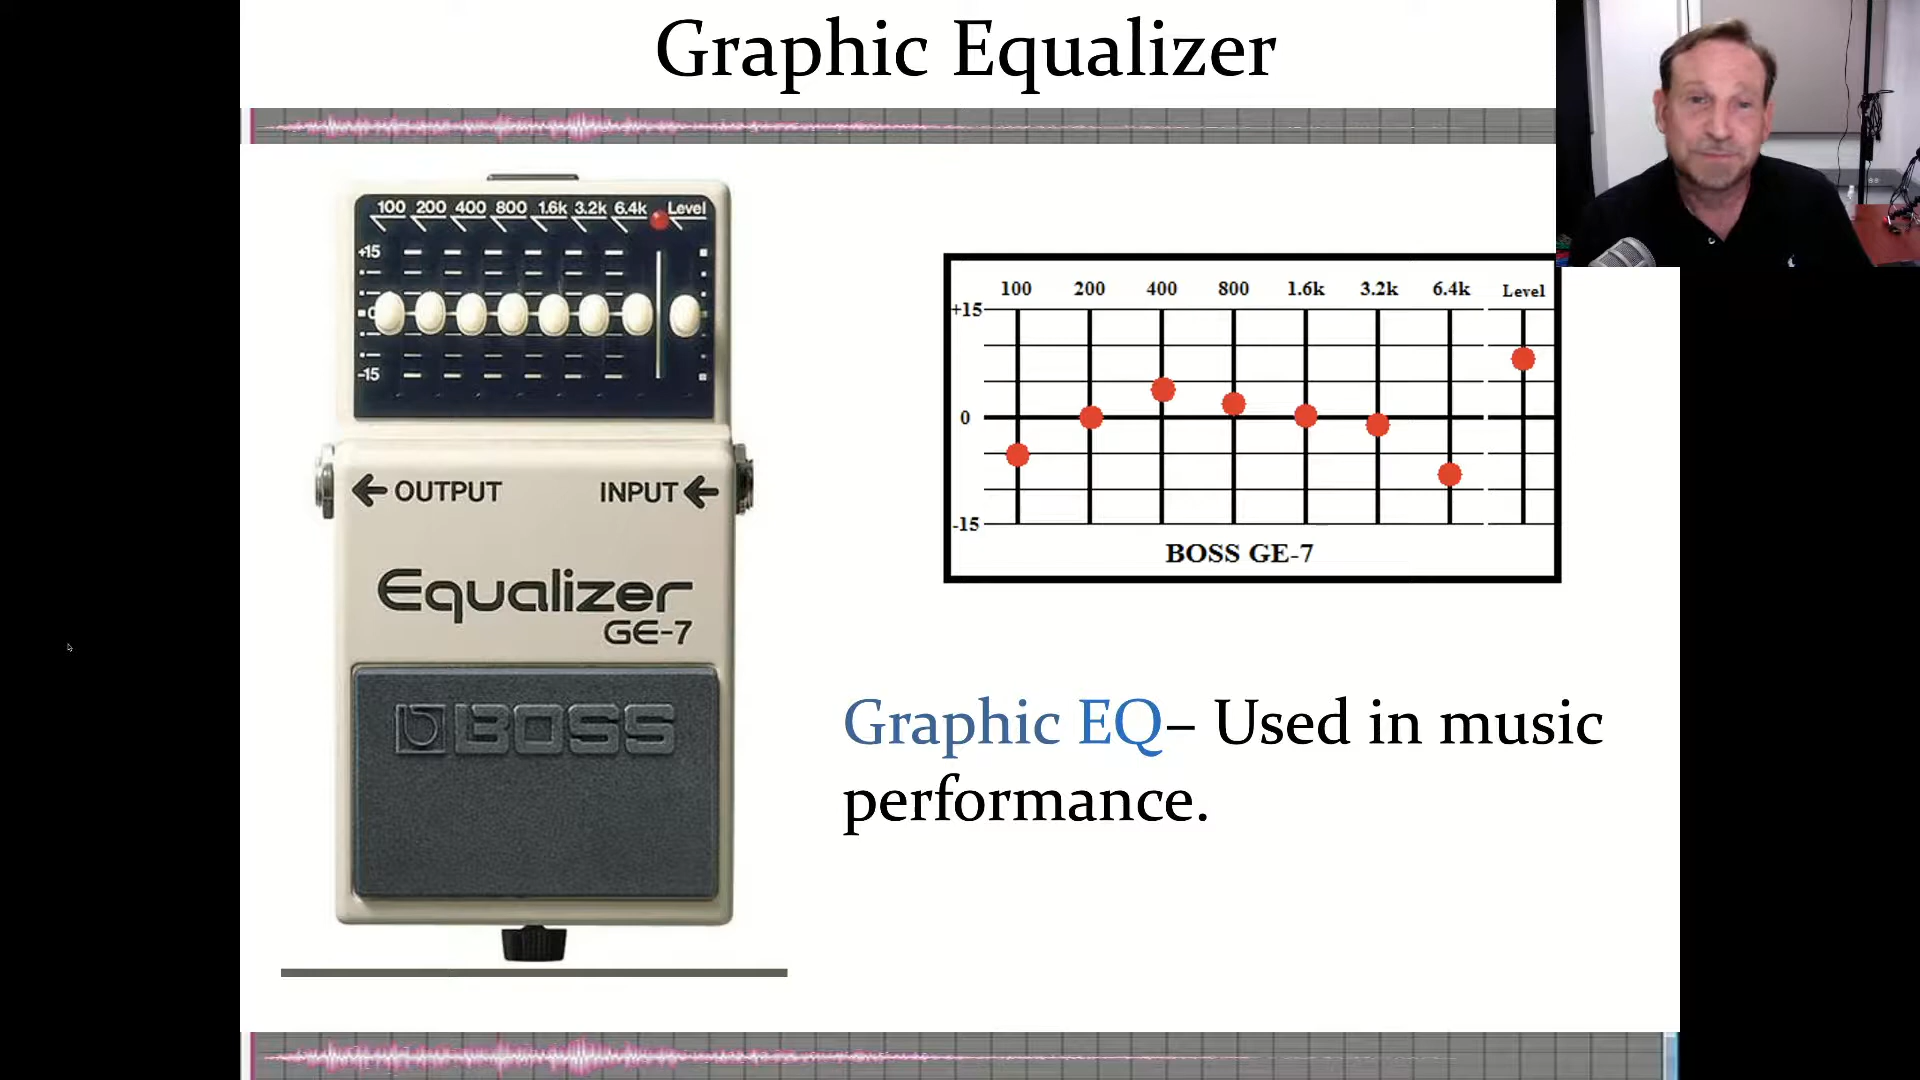 Graphic Equalizer
100 200 400 800 1.6k 3.2k 6.4k Level
+15
0
-15
OUTPUT INPUT
Equalizer
GE-7
BOSS
100 200 400 800 1.6k 3.2k 6.4k Level
+15
0
-15
BOSS GE-7
Graphic EQ– Used in music
performance.